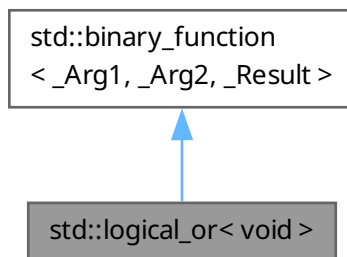 std::binary_function
< _Arg1, _Arg2, _Result >
std::logical_or< void >